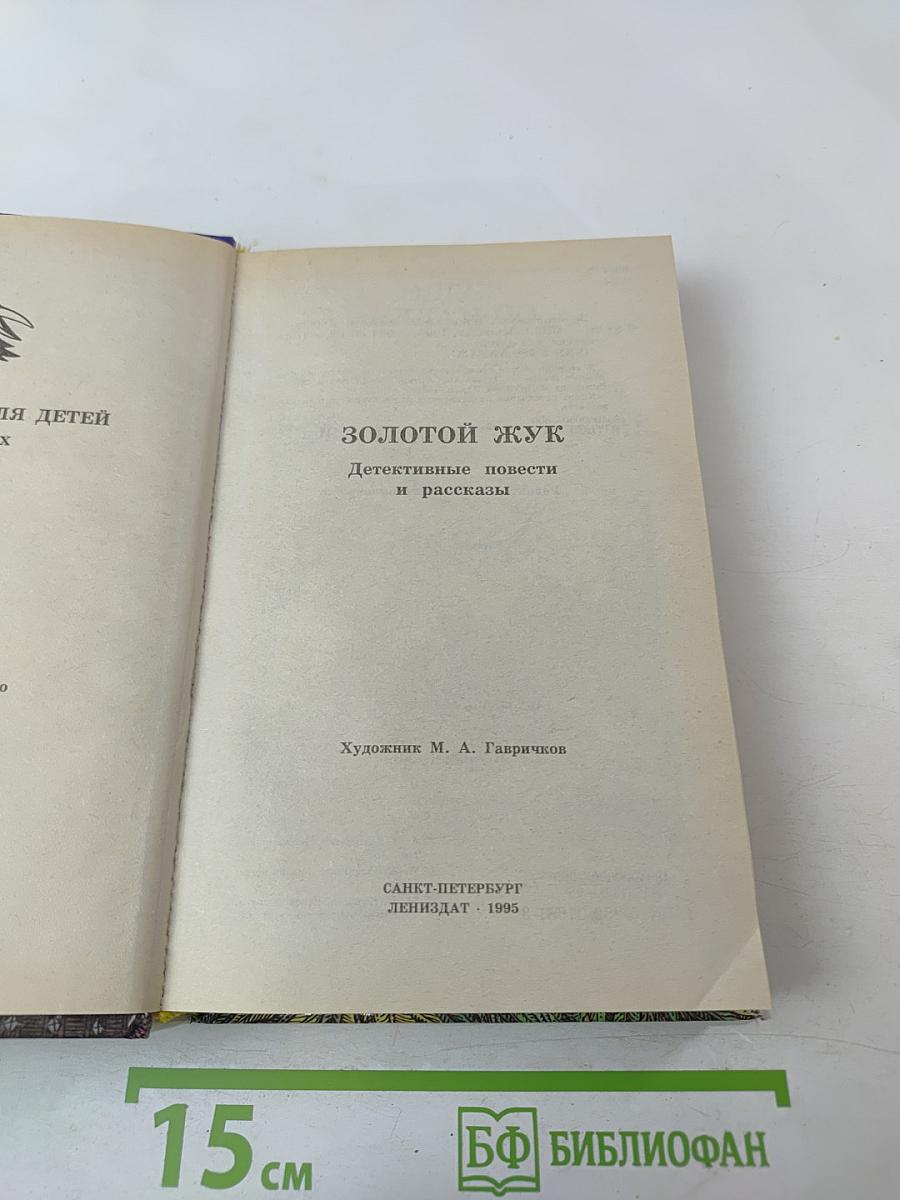 ЛЯ ДЕТЕЙ
х
о
ЗОЛОТОЙ ЖУК
Детективные повести
и рассказы
Художник М. А. Гавричков
САНКТ-ПЕТЕРБУРГ
ЛЕНИЗДАТ · 1995
15 см
БФ БИБЛИОФАН